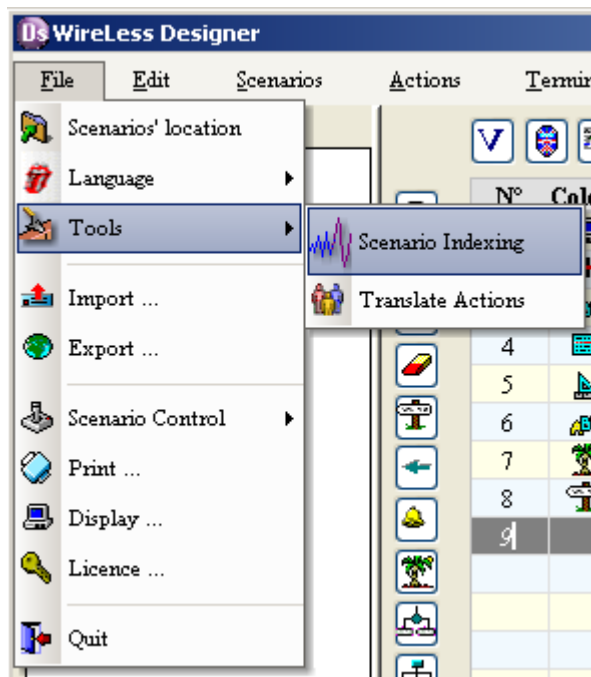 Ds WireLess Designer
File Edit Scenarios Actions
Scenarios' location
Language
Tools
Import ...
Export ...
Scenario Control
Print ...
Display ...
Licence ...
Quit
Scenario Indexing
Translate Actions
V
N°
4
5
6
7
8
9